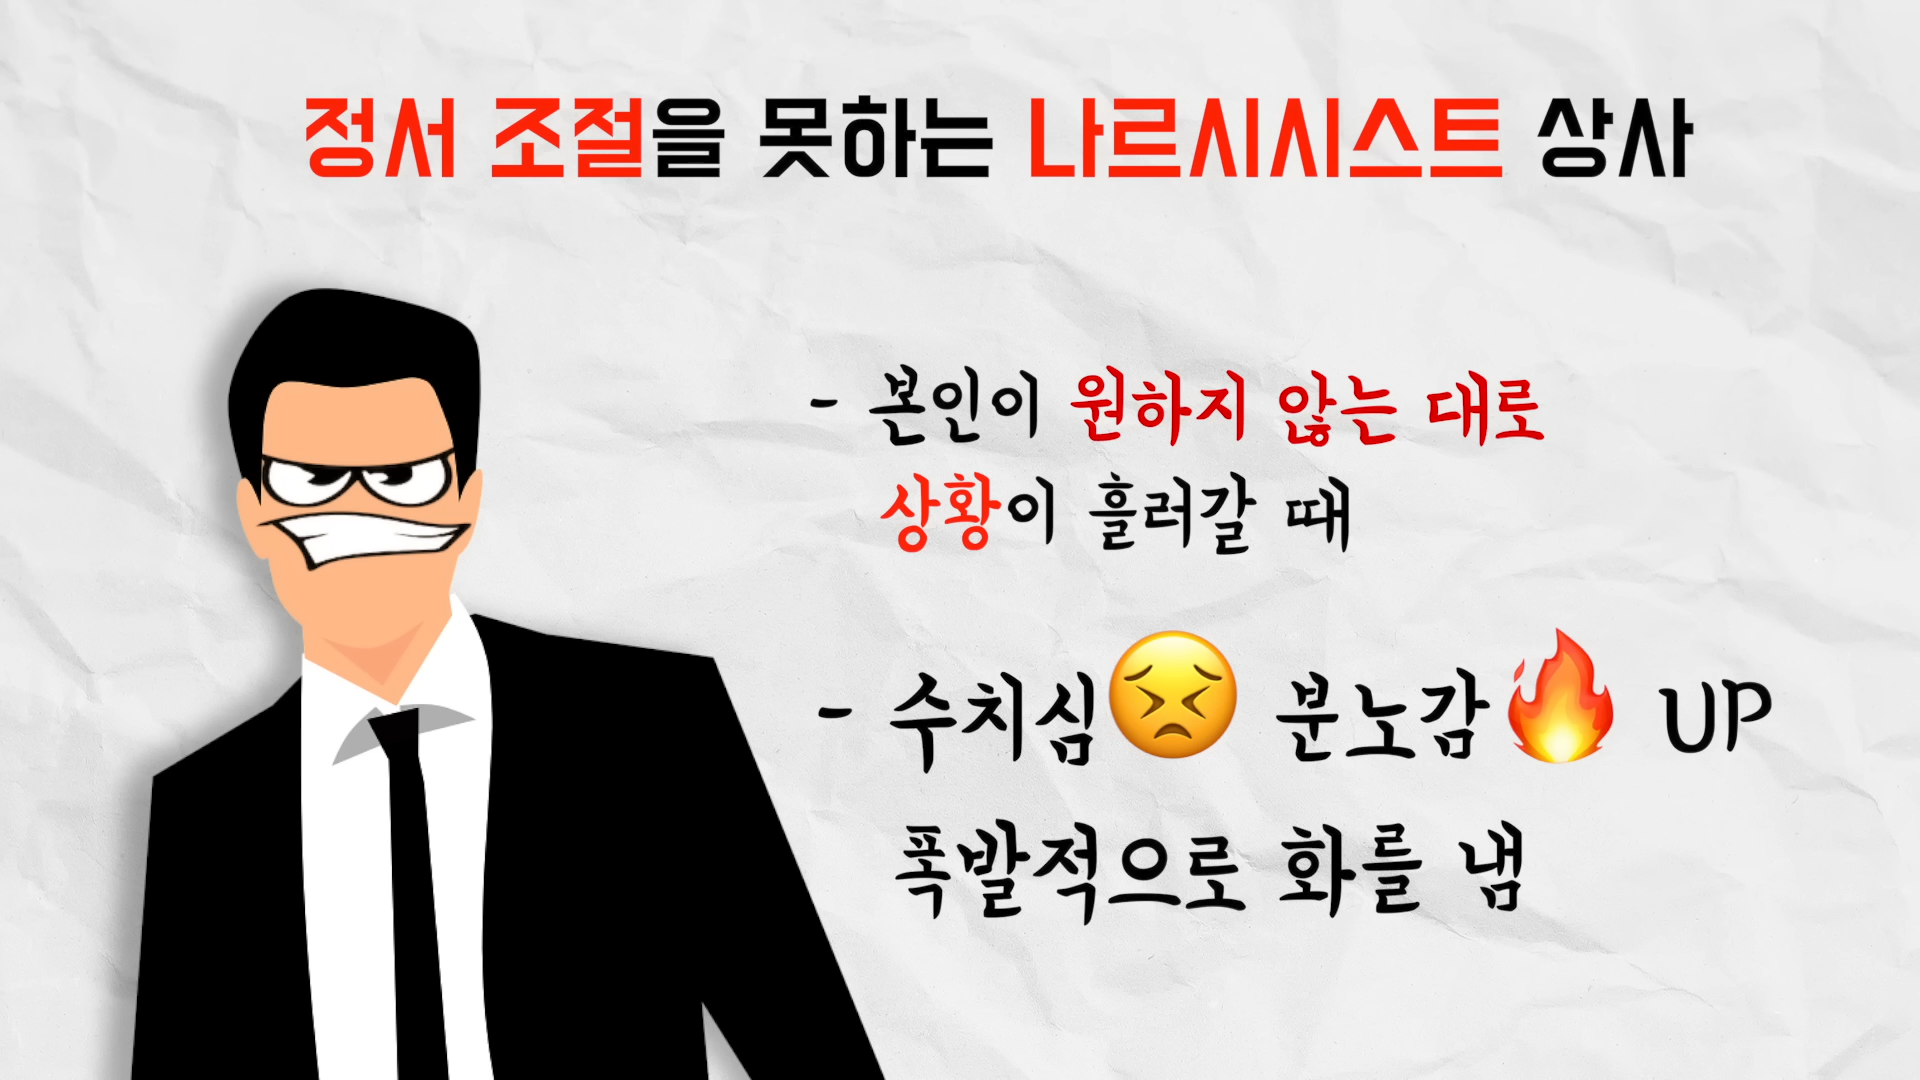 정서 조절을 못하는 나르시시스트 상사
- 본인이 원하지 않는 대로
상황이 흘러갈 때
- 수치심😣 분노감🔥 UP
폭발적으로 화를 냄